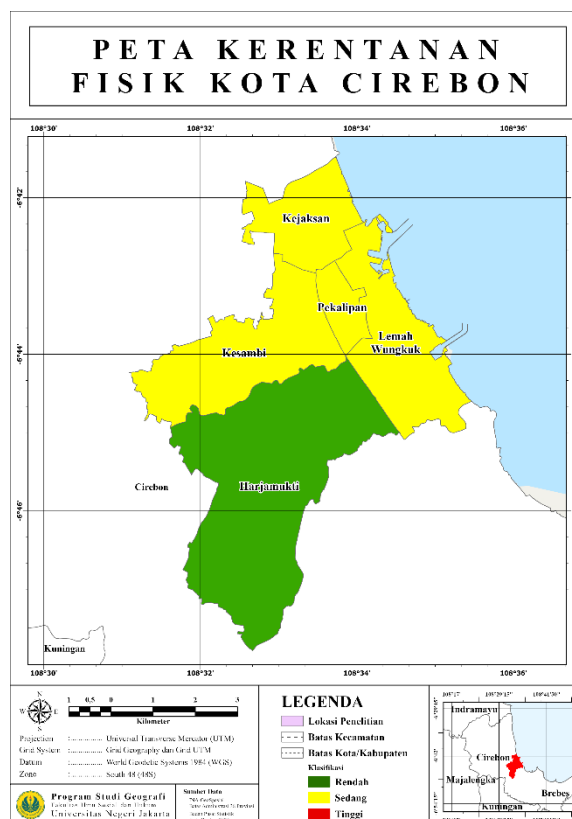 PETA KERENTANAN
FISIK KOTA CIREBON
108°30' 108°32' 108°34' 108°36'
-6°42'
Kejaksan
Pekalipan
Lemah
Wungkuk
-6°44'
Kesambi
Harjamukti
Cirebon
-6°46'
Kuningan
108°30' 108°32' 108°34' 108°36'
N
W E
S
1 0.5 0 1 2 3
Kilometer
Projection : Universal Transverse Mercator (UTM)
Grid System : Grid Geography dan Grid UTM
Datum : World Geodetic Systems 1984 (WGS)
Zona : South 48 (48S)
Program Studi Geografi
Universitas Negeri Jakarta
Sumber Data
LEGENDA
Lokasi Penelitian
Batas Kecamatan
Batas Kota/Kabupaten
Klasifikasi
Rendah
Sedang
Tinggi
Indramayu
Cirebon
Majalengka
Brebes
Kuningan